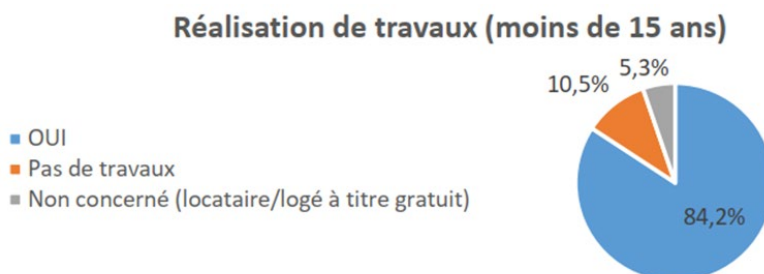 Réalisation de travaux (moins de 15 ans)
5,3%
10,5%
OUI
Pas de travaux
Non concerné (locataire/logé à titre gratuit)
84,2%